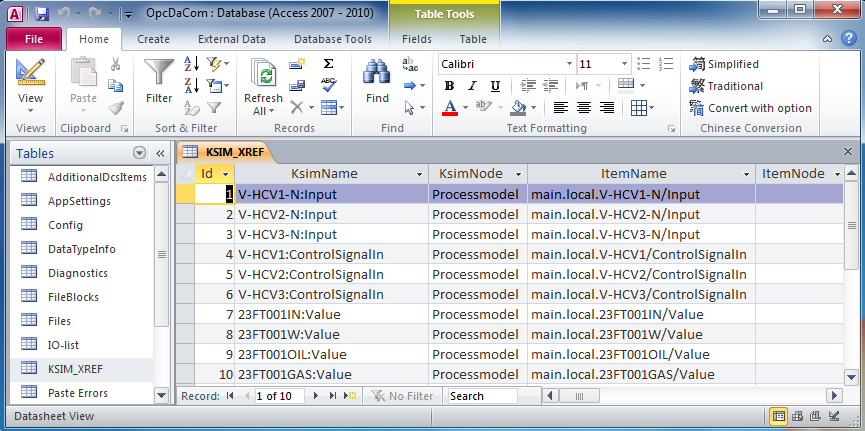 OpcDaCom : Database (Access 2007 - 2010)
Table Tools
File Home Create External Data Database Tools Fields Table
View
Paste
Filter
Refresh All
Find
Calibri 11
Simplified
Traditional
Convert with option
Views Clipboard Sort & Filter Records Find Text Formatting Chinese Conversion
Tables
AdditionalDcsItems
AppSettings
Config
DataTypeInfo
Diagnostics
FileBlocks
Files
IO-list
KSIM_XREF
Paste Errors
KSIM_XREF
Id KsimName KsimNode ItemName ItemNode
1 V-HCV1-N:Input Processmodel main.local.V-HCV1-N/Input
2 V-HCV2-N:Input Processmodel main.local.V-HCV2-N/Input
3 V-HCV3-N:Input Processmodel main.local.V-HCV3-N/Input
4 V-HCV1:ControlSignalIn Processmodel main.local.V-HCV1/ControlSignalIn
5 V-HCV2:ControlSignalIn Processmodel main.local.V-HCV2/ControlSignalIn
6 V-HCV3:ControlSignalIn Processmodel main.local.V-HCV3/ControlSignalIn
7 23FT001IN:Value Processmodel main.local.23FT001IN/Value
8 23FT001W:Value Processmodel main.local.23FT001W/Value
9 23FT001OIL:Value Processmodel main.local.23FT001OIL/Value
10 23FT001GAS:Value Processmodel main.local.23FT001GAS/Value
Record: 1 of 10 No Filter Search
Datasheet View